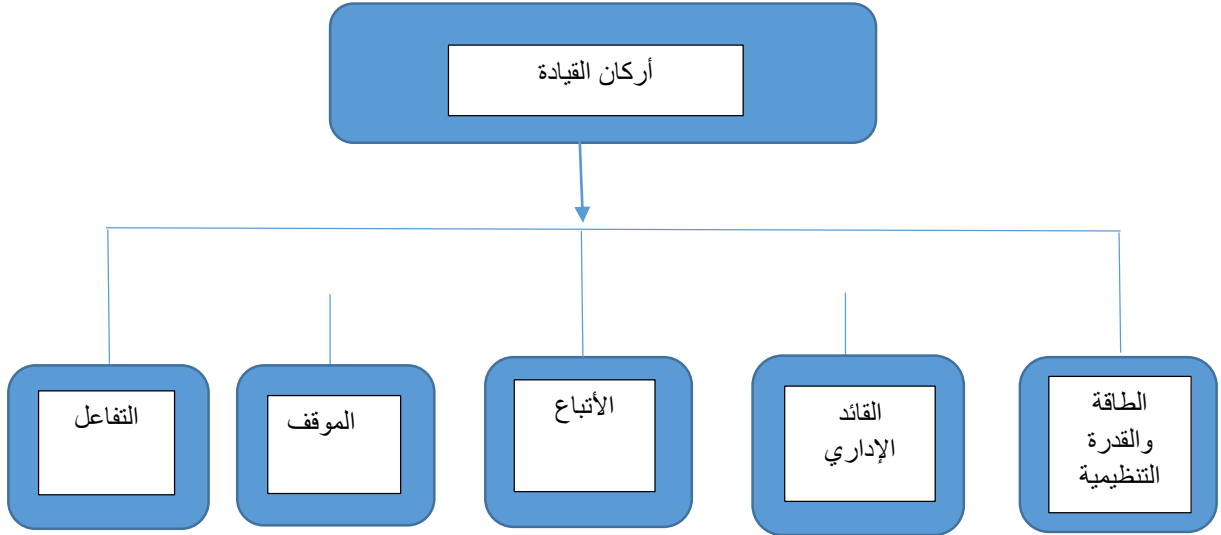 أركان القيادة
الطاقة
والقدرة
التنظيمية
القائد
الإداري
الأتباع
الموقف
التفاعل